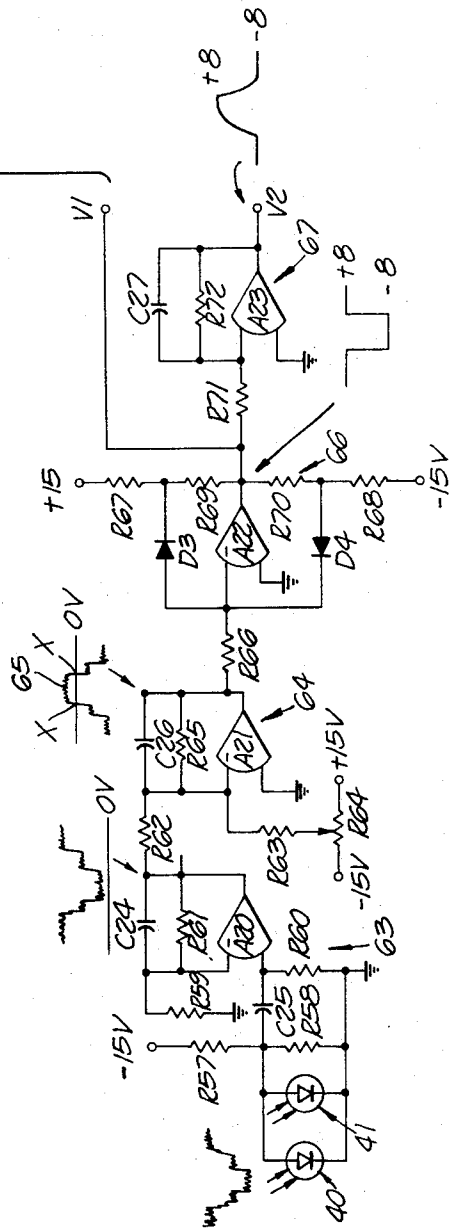 -15V
R57
40
41
R58
C25
R60
63
R59
R61
A20
C24
0V
R62
R63
-15V
R64
+15V
C26
R65
A21
64
X
65
X
0V
R66
+15
R67
D3
R69
A22
R70
66
D4
R68
-15V
V1
R71
C27
R72
A23
67
V2
+8
-8
+8
-8